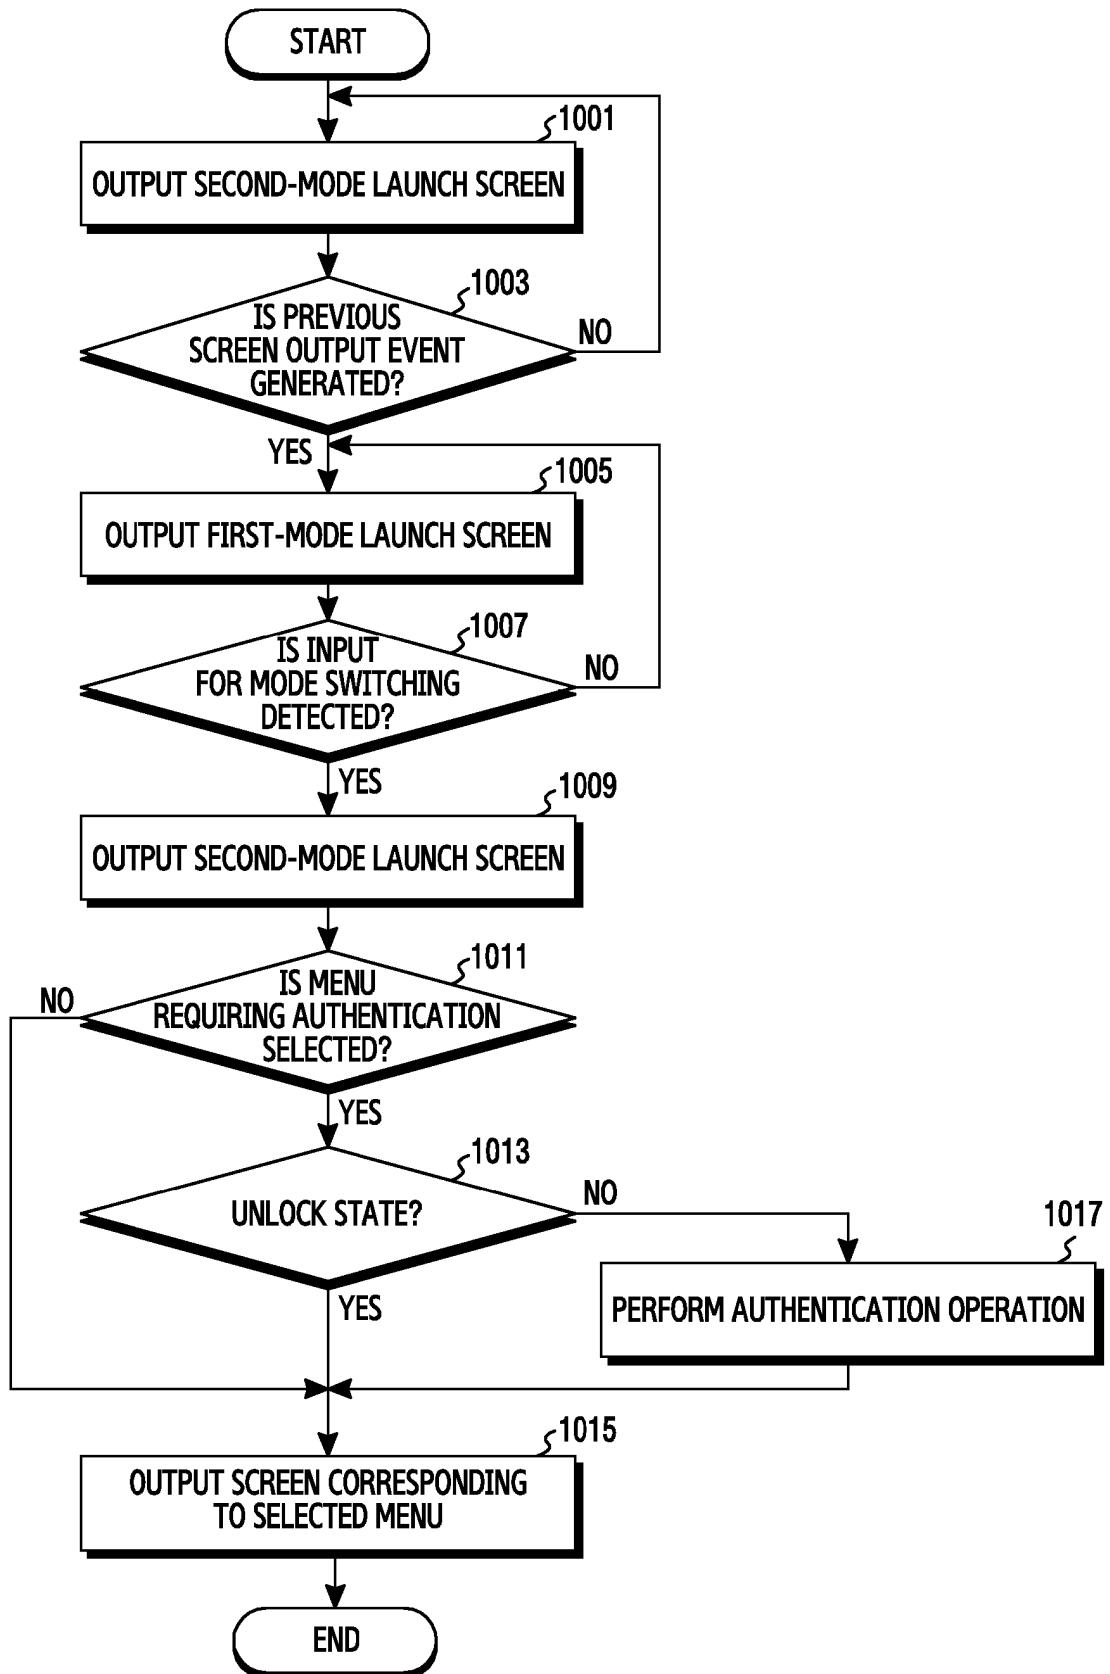 START
1001
OUTPUT SECOND-MODE LAUNCH SCREEN
1003
IS PREVIOUS
SCREEN OUTPUT EVENT
GENERATED?
NO
YES
1005
OUTPUT FIRST-MODE LAUNCH SCREEN
1007
IS INPUT
FOR MODE SWITCHING
DETECTED?
NO
YES
1009
OUTPUT SECOND-MODE LAUNCH SCREEN
1011
IS MENU
REQUIRING AUTHENTICATION
SELECTED?
NO
YES
1013
UNLOCK STATE?
NO
YES
1017
PERFORM AUTHENTICATION OPERATION
1015
OUTPUT SCREEN CORRESPONDING
TO SELECTED MENU
END